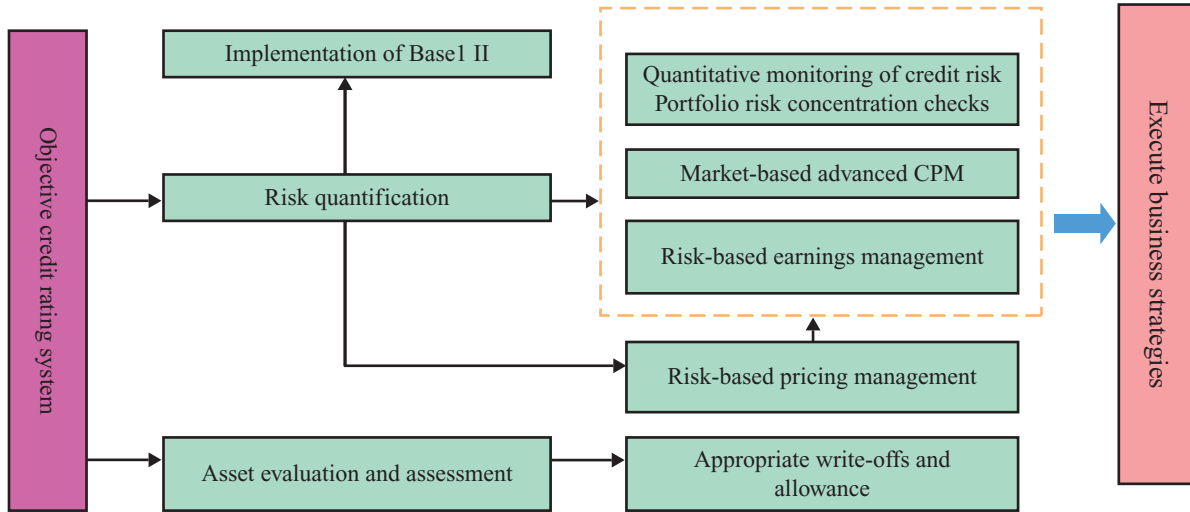 Objective credit rating system
Implementation of Base1 II
Risk quantification
Asset evaluation and assessment
Quantitative monitoring of credit risk
Portfolio risk concentration checks
Market-based advanced CPM
Risk-based earnings management
Risk-based pricing management
Appropriate write-offs and
allowance
Execute business strategies